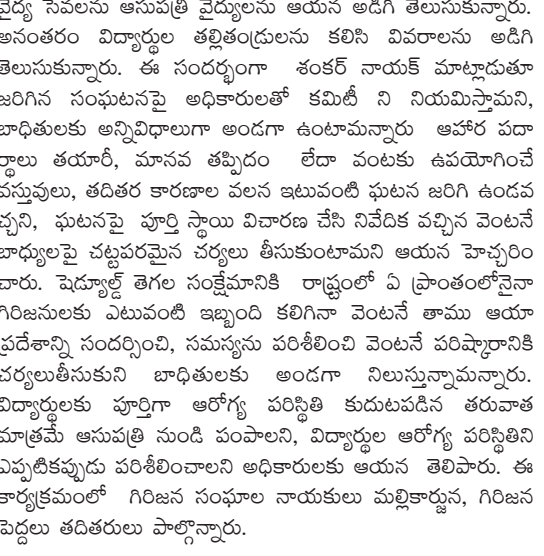 వైద్య సేవలను ఆసుపత్రి వైద్యులను ఆయన అడిగి తెలుసుకున్నారు.
అనంతరం విద్యార్థుల తల్లితండ్రులను కలిసి వివరాలను అడిగి
తెలుసుకున్నారు. ఈ సందర్భంగా శంకర్ నాయక్ మాట్లాడుతూ
జరిగిన సంఘటనపై అధికారులతో కమిటీ ని నియమిస్తామని,
బాధితులకు అన్నివిధాలుగా అండగా ఉంటామన్నారు ఆహార పదా
ర్థాలు తయారీ, మానవ తప్పిదం లేదా వంటకు ఉపయోగించే
వస్తువులు, తదితర కారణాల వలన ఇటువంటి ఘటన జరిగి ఉండవ
చ్చని, ఘటనపై పూర్తి స్థాయి విచారణ చేసి నివేదిక వచ్చిన వెంటనే
బాధ్యులపై చట్టపరమైన చర్యలు తీసుకుంటామని ఆయన హెచ్చరిం
చారు. షెడ్యూల్డ్ తెగల సంక్షేమానికి రాష్ట్రంలో ఏ ప్రాంతంలోనైనా
గిరిజనులకు ఎటువంటి ఇబ్బంది కలిగినా వెంటనే తాము ఆయా
ప్రదేశాన్ని సందర్శించి, సమస్యను పరిశీలించి వెంటనే పరిష్కారానికి
చర్యలుతీసుకుని బాధితులకు అండగా నిలుస్తున్నామన్నారు.
విద్యార్థులకు పూర్తిగా ఆరోగ్య పరిస్థితి కుదుటపడిన తరువాత
మాత్రమే ఆసుపత్రి నుండి పంపాలని, విద్యార్థుల ఆరోగ్య పరిస్థితిని
ఎప్పటికప్పుడు పరిశీలించాలని అధికారులకు ఆయన తెలిపారు. ఈ
కార్యక్రమంలో గిరిజన సంఘాల నాయకులు మల్లికార్జున, గిరిజన
పెద్దలు తదితరులు పాల్గొన్నారు.